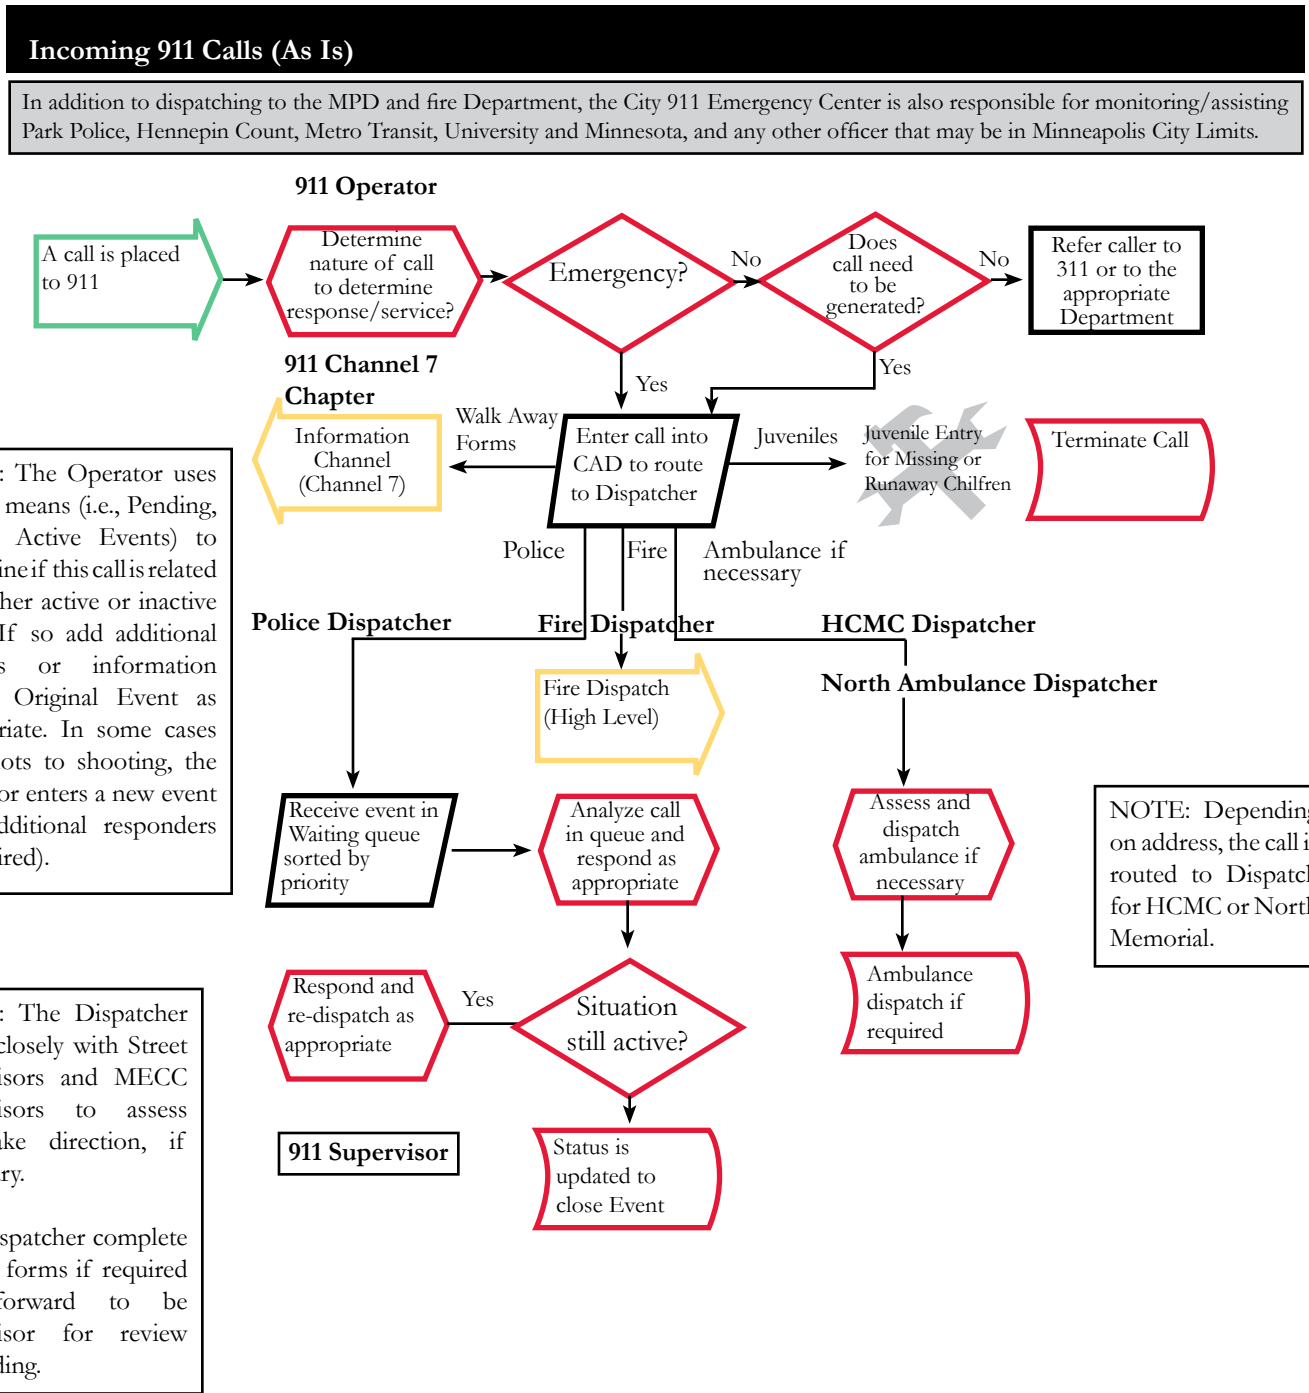 Incoming 911 Calls (As Is)
In addition to dispatching to the MPD and fire Department, the City 911 Emergency Center is also responsible for monitoring/assisting
Park Police, Hennepin Count, Metro Transit, University and Minnesota, and any other officer that may be in Minneapolis City Limits.
911 Operator
A call is placed
to 911
Determine
nature of call
to determine
response/service?
Emergency?
No
Does
call need
to be
generated?
No
Refer caller to
311 or to the
appropriate
Department
Yes
Yes
911 Channel 7
Chapter
Information
Channel
(Channel 7)
Walk Away
Forms
Enter call into
CAD to route
to Dispatcher
Juveniles
Juvenile Entry
for Missing or
Runaway Chilfren
Terminate Call
: The Operator uses
means (i.e., Pending,
Active Events) to
ine if this call is related
her active or inactive
If so add additional
s or information
Original Event as
riate. In some cases
ots to shooting, the
or enters a new event
dditional responders
ired).
Police
Fire
Ambulance if
necessary
Police Dispatcher
Fire Dispatcher
HCMC Dispatcher
North Ambulance Dispatcher
Fire Dispatch
(High Level)
Receive event in
Waiting queue
sorted by
priority
Analyze call
in queue and
respond as
appropriate
Assess and
dispatch
ambulance if
necessary
NOTE: Depending
on address, the call i
routed to Dispatch
for HCMC or North
Memorial.
Respond and
re-dispatch as
appropriate
Yes
Situation
still active?
Ambulance
dispatch if
required
: The Dispatcher
closely with Street
isors and MECC
isors to assess
ake direction, if
ry.
spatcher complete
forms if required
forward to be
isor for review
ding.
911 Supervisor
Status is
updated to
close Event